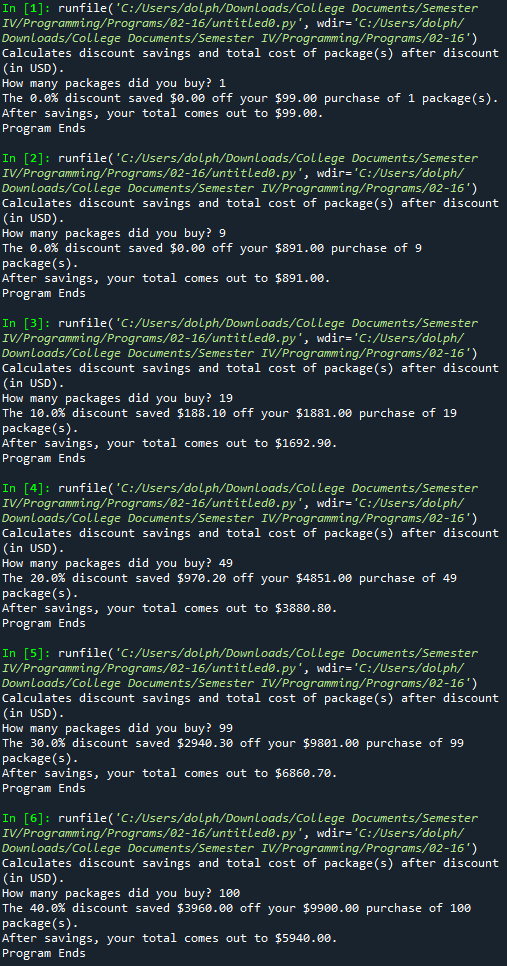 In [1]: runfile('C:/Users/dolph/Downloads/College Documents/Semester
IV/Programming/Programs/02-16/untitled0.py', wdir='C:/Users/dolph/
Downloads/College Documents/Semester IV/Programming/Programs/02-16')
Calculates discount savings and total cost of package(s) after discount
(in USD).
How many packages did you buy? 1
The 0.0% discount saved $0.00 off your $99.00 purchase of 1 package(s).
After savings, your total comes out to $99.00.
Program Ends
In [2]: runfile('C:/Users/dolph/Downloads/College Documents/Semester
IV/Programming/Programs/02-16/untitled0.py', wdir='C:/Users/dolph/
Downloads/College Documents/Semester IV/Programming/Programs/02-16')
Calculates discount savings and total cost of package(s) after discount
(in USD).
How many packages did you buy? 9
The 0.0% discount saved $0.00 off your $891.00 purchase of 9
package(s).
After savings, your total comes out to $891.00.
Program Ends
In [3]: runfile('C:/Users/dolph/Downloads/College Documents/Semester
IV/Programming/Programs/02-16/untitled0.py', wdir='C:/Users/dolph/
Downloads/College Documents/Semester IV/Programming/Programs/02-16')
Calculates discount savings and total cost of package(s) after discount
(in USD).
How many packages did you buy? 19
The 10.0% discount saved $188.10 off your $1881.00 purchase of 19
package(s).
After savings, your total comes out to $1692.90.
Program Ends
In [4]: runfile('C:/Users/dolph/Downloads/College Documents/Semester
IV/Programming/Programs/02-16/untitled0.py', wdir='C:/Users/dolph/
Downloads/College Documents/Semester IV/Programming/Programs/02-16')
Calculates discount savings and total cost of package(s) after discount
(in USD).
How many packages did you buy? 49
The 20.0% discount saved $970.20 off your $4851.00 purchase of 49
package(s).
After savings, your total comes out to $3880.80.
Program Ends
In [5]: runfile('C:/Users/dolph/Downloads/College Documents/Semester
IV/Programming/Programs/02-16/untitled0.py', wdir='C:/Users/dolph/
Downloads/College Documents/Semester IV/Programming/Programs/02-16')
Calculates discount savings and total cost of package(s) after discount
(in USD).
How many packages did you buy? 99
The 30.0% discount saved $2940.30 off your $9801.00 purchase of 99
package(s).
After savings, your total comes out to $6860.70.
Program Ends
In [6]: runfile('C:/Users/dolph/Downloads/College Documents/Semester
IV/Programming/Programs/02-16/untitled0.py', wdir='C:/Users/dolph/
Downloads/College Documents/Semester IV/Programming/Programs/02-16')
Calculates discount savings and total cost of package(s) after discount
(in USD).
How many packages did you buy? 100
The 40.0% discount saved $3960.00 off your $9900.00 purchase of 100
package(s).
After savings, your total comes out to $5940.00.
Program Ends